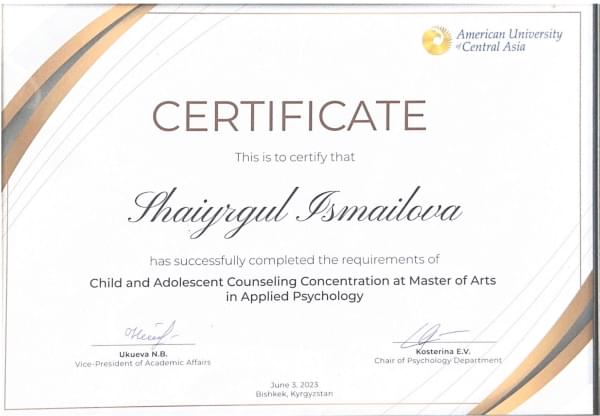 American University
of Central Asia
CERTIFICATE
This is to certify that
Shaiyrgul Ismailova
has successfully completed the requirements of
Child and Adolescent Counseling Concentration at Master of Arts
in Applied Psychology
Ukueva N.B.
Vice-President of Academic Affairs
Kosterina E.V.
Chair of Psychology Department
June 3, 2023
Bishkek, Kyrgyzstan